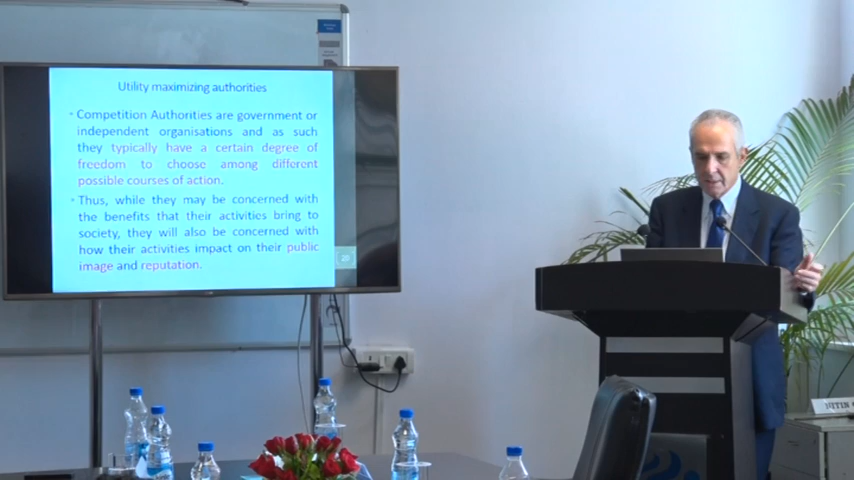 Utility maximizing authorities
• Competition Authorities are government or
independent organisations and as such
they typically have a certain degree of
freedom to choose among different
possible courses of action.
• Thus, while they may be concerned with
the benefits that their activities bring to
society, they will also be concerned with
how their activities impact on their public
image and reputation.